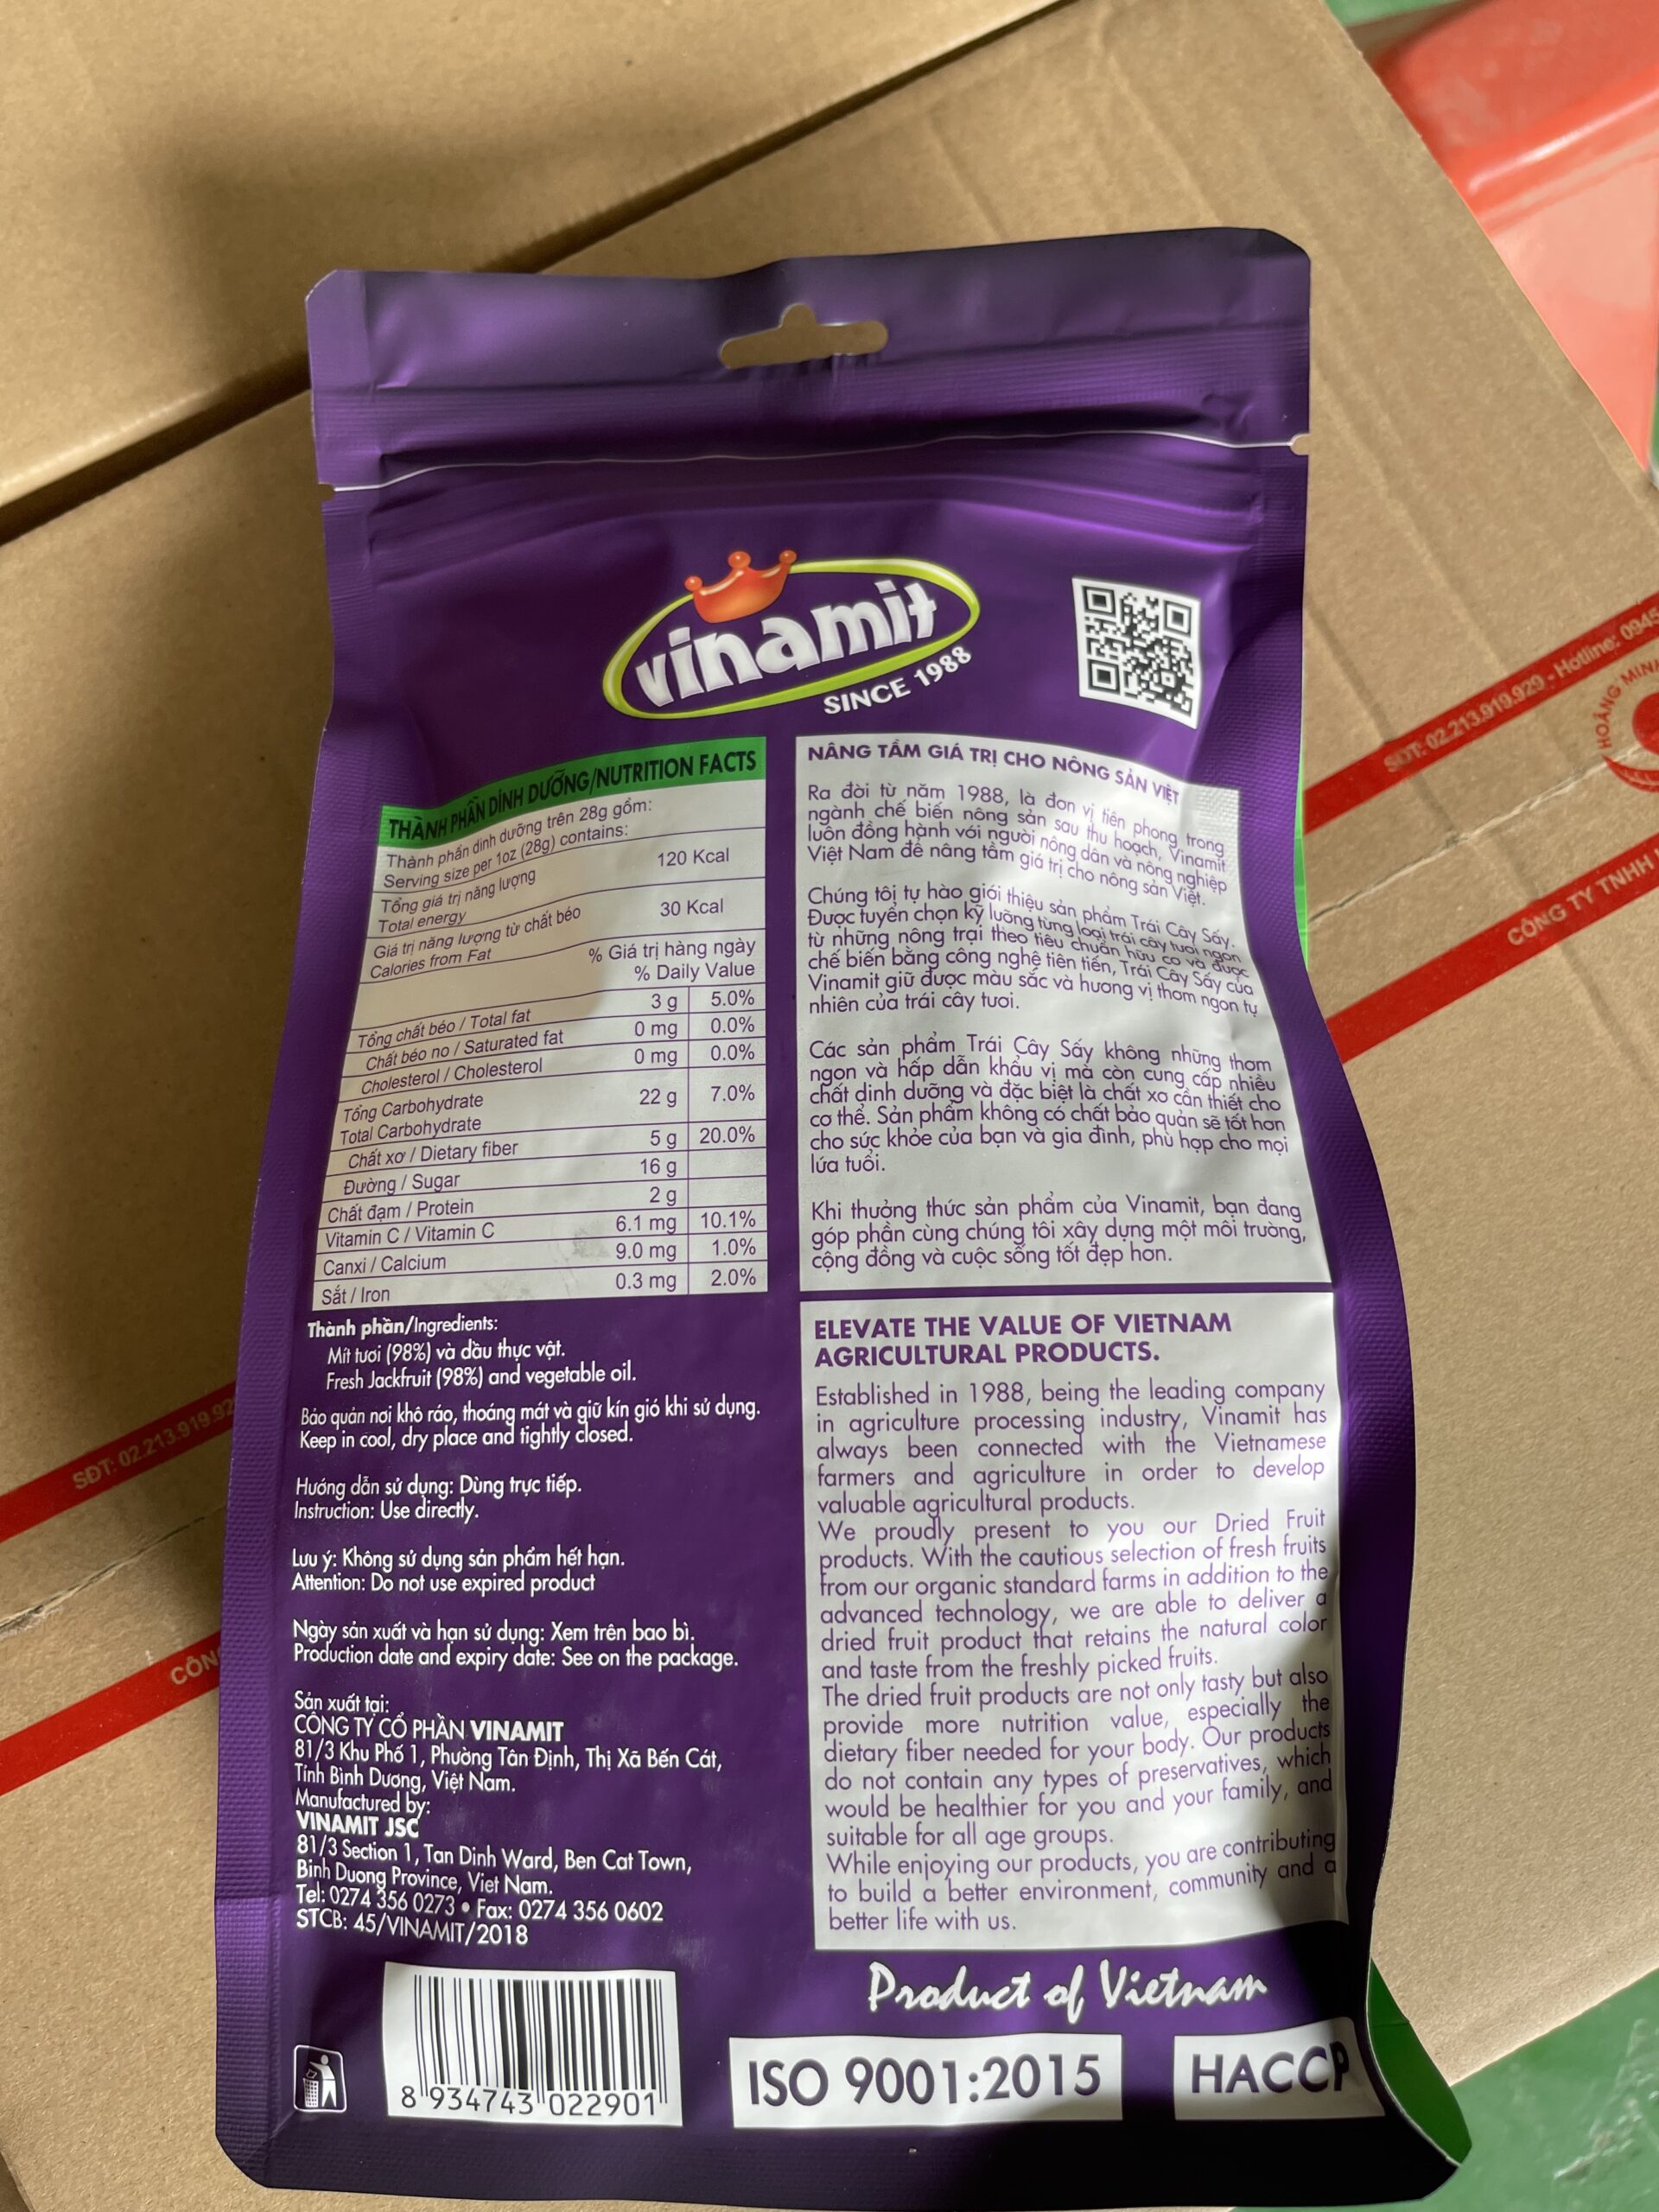 vinamit
SINCE 1988
THÀNH PHẦN DINH DƯỠNG/NUTRITION FACTS
Thành phần dinh dưỡng trên 28g gồm:
Serving size per 1oz (28g) contains:
Tổng giá trị năng lượng
Total energy
120 Kcal
Giá trị năng lượng từ chất béo
Calories from Fat
30 Kcal
% Giá trị hàng ngày
% Daily Value
Tổng chất béo / Total fat 3 g 5.0%
Chất béo no / Saturated fat 0 mg 0.0%
Cholesterol / Cholesterol 0 mg 0.0%
Tổng Carbohydrate
Total Carbohydrate
22 g 7.0%
Chất xơ / Dietary fiber 5 g 20.0%
Đường / Sugar 16 g
Chất đạm / Protein 2 g
Vitamin C / Vitamin C 6.1 mg 10.1%
Canxi / Calcium 9.0 mg 1.0%
Sắt / Iron 0.3 mg 2.0%
Thành phần/Ingredients:
Mít tươi (98%) và dầu thực vật.
Fresh Jackfruit (98%) and vegetable oil.
Bảo quản nơi khô ráo, thoáng mát và giữ kín gió khi sử dụng.
Keep in cool, dry place and tightly closed.
Hướng dẫn sử dụng: Dùng trực tiếp.
Instruction: Use directly.
Lưu ý: Không sử dụng sản phẩm hết hạn.
Attention: Do not use expired product
Ngày sản xuất và hạn sử dụng: Xem trên bao bì.
Production date and expiry date: See on the package.
Sản xuất tại:
CÔNG TY CỔ PHẦN VINAMIT
81/3 Khu Phố 1, Phường Tân Định, Thị Xã Bến Cát,
Tỉnh Bình Dương, Việt Nam.
Manufactured by:
VINAMIT JSC
81/3 Section 1, Tan Dinh Ward, Ben Cat Town,
Binh Duong Province, Viet Nam.
Tel: 0274 356 0273 • Fax: 0274 356 0602
STCB: 45/VINAMIT/2018
8 934743 022901
NÂNG TẦM GIÁ TRỊ CHO NÔNG SẢN VIỆT
Ra đời từ năm 1988, là đơn vị tiên phong trong
ngành chế biến nông sản sau thu hoạch, Vinamit
luôn đồng hành với người nông dân và nông nghiệp
Việt Nam để nâng tầm giá trị cho nông sản Việt.
Chúng tôi tự hào giới thiệu sản phẩm Trái Cây Sấy.
Được tuyển chọn kỹ lưỡng từng loại trái cây tươi ngon
từ những nông trại theo tiêu chuẩn hữu cơ và được
chế biến bằng công nghệ tiên tiến, Trái Cây Sấy của
Vinamit giữ được màu sắc và hương vị thơm ngon tự
nhiên của trái cây tươi.
Các sản phẩm Trái Cây Sấy không những thơm
ngon và hấp dẫn khẩu vị mà còn cung cấp nhiều
chất dinh dưỡng và đặc biệt là chất xơ cần thiết cho
cơ thể. Sản phẩm không có chất bảo quản sẽ tốt hơn
cho sức khỏe của bạn và gia đình, phù hợp cho mọi
lứa tuổi.
Khi thưởng thức sản phẩm của Vinamit, bạn đang
góp phần cùng chúng tôi xây dựng một môi trường,
cộng đồng và cuộc sống tốt đẹp hơn.
ELEVATE THE VALUE OF VIETNAM
AGRICULTURAL PRODUCTS.
Established in 1988, being the leading company
in agriculture processing industry, Vinamit has
always been connected with the Vietnamese
farmers and agriculture in order to develop
valuable agricultural products.
We proudly present to you our Dried Fruit
products. With the cautious selection of fresh fruits
from our organic standard farms in addition to the
advanced technology, we are able to deliver a
dried fruit product that retains the natural color
and taste from the freshly picked fruits.
The dried fruit products are not only tasty but also
provide more nutrition value, especially the
dietary fiber needed for your body. Our products
do not contain any types of preservatives, which
would be healthier for you and your family, and
suitable for all age groups.
While enjoying our products, you are contributing
to build a better environment, community and a
better life with us.
Product of Vietnam
ISO 9001:2015
HACCP
SĐT: 02.213.919.929 - Hotline: 0945
HOÀNG MINH
CÔNG TY TNHH
SĐT: 02.213.919.92
CÔN